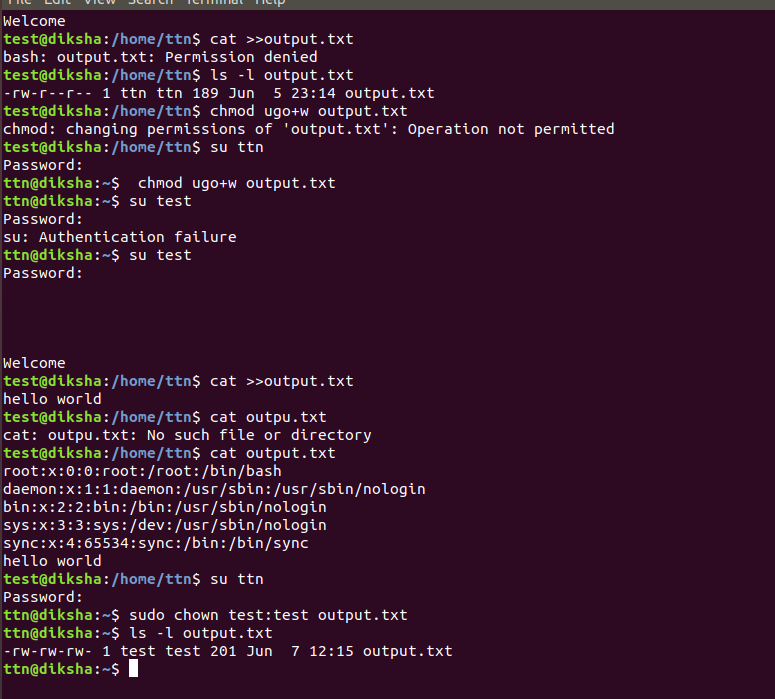 File Edit View Search Terminal Help
Welcome
test@diksha:/home/ttn$ cat >>output.txt
bash: output.txt: Permission denied
test@diksha:/home/ttn$ ls -l output.txt
-rw-r--r-- 1 ttn ttn 189 Jun  5 23:14 output.txt
test@diksha:/home/ttn$ chmod ugo+w output.txt
chmod: changing permissions of 'output.txt': Operation not permitted
test@diksha:/home/ttn$ su ttn
Password:
ttn@diksha:~$  chmod ugo+w output.txt
ttn@diksha:~$ su test
Password:
su: Authentication failure
ttn@diksha:~$ su test
Password:
Welcome
test@diksha:/home/ttn$ cat >>output.txt
hello world
test@diksha:/home/ttn$ cat outpu.txt
cat: outpu.txt: No such file or directory
test@diksha:/home/ttn$ cat output.txt
root:x:0:0:root:/root:/bin/bash
daemon:x:1:1:daemon:/usr/sbin:/usr/sbin/nologin
bin:x:2:2:bin:/bin:/usr/sbin/nologin
sys:x:3:3:sys:/dev:/usr/sbin/nologin
sync:x:4:65534:sync:/bin:/bin/sync
hello world
test@diksha:/home/ttn$ su ttn
Password:
ttn@diksha:~$ sudo chown test:test output.txt
ttn@diksha:~$ ls -l output.txt
-rw-rw-rw- 1 test test 201 Jun  7 12:15 output.txt
ttn@diksha:~$